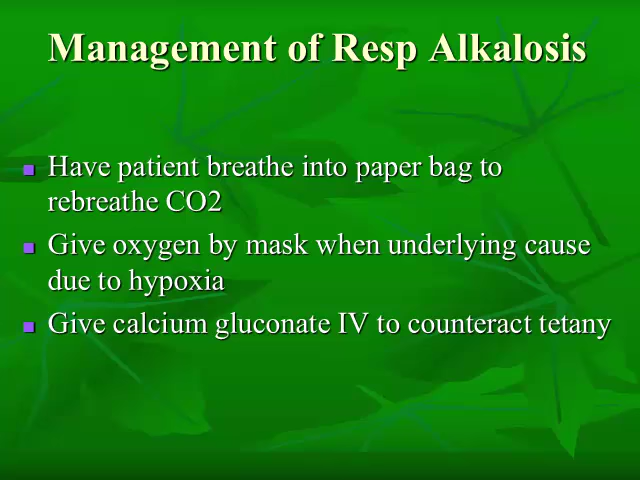 Management of Resp Alkalosis
Have patient breathe into paper bag to
rebreathe CO2
Give oxygen by mask when underlying cause
due to hypoxia
Give calcium gluconate IV to counteract tetany